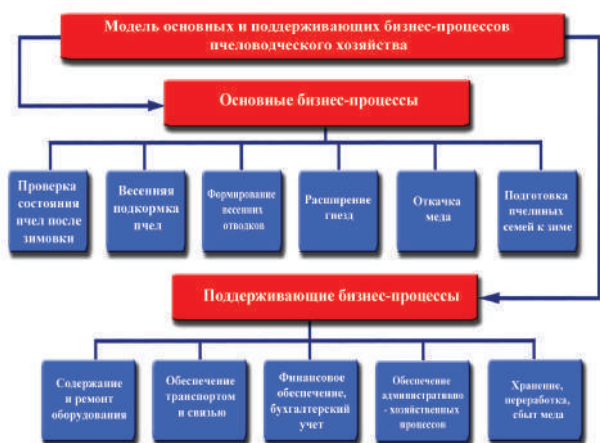 Модель основных и поддерживающих бизнес-процессов
пчеловодческого хозяйства
Основные бизнес-процессы
Проверка
состояния
пчел после
зимовки
Весенняя
подкормка
пчел
Формирование
весенних
отводков
Расширение
гнезд
Откачка
меда
Подготовка
пчелиных
семей к зиме
Поддерживающие бизнес-процессы
Содержание
и ремонт
оборудования
Обеспечение
транспортом
и связью
Финансовое
обеспечение,
бухгалтерский
учет
Обеспечение
административно
- хозяйственных
процессов
Хранение,
переработка,
сбыт меда